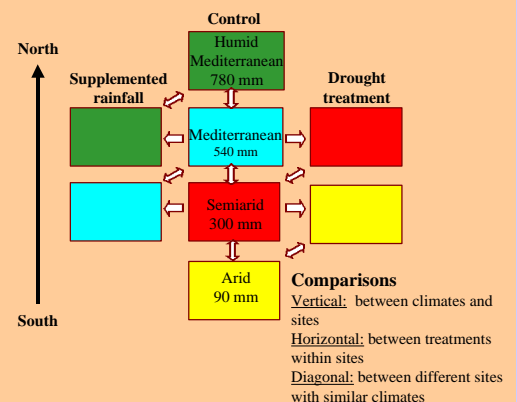 Control
North
Humid
Mediterranean
780 mm
Supplemented
rainfall
Drought
treatment
Mediterranean
540 mm
Semiarid
300 mm
Arid
90 mm
South
Comparisons
Vertical: between climates and
sites
Horizontal: between treatments
within sites
Diagonal: between different sites
with similar climates